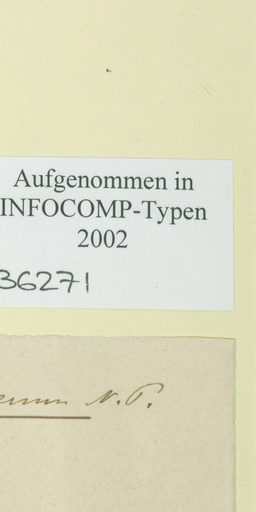 Aufgenommen in
INFOCOMP-Typen
2002
36271
N. P.